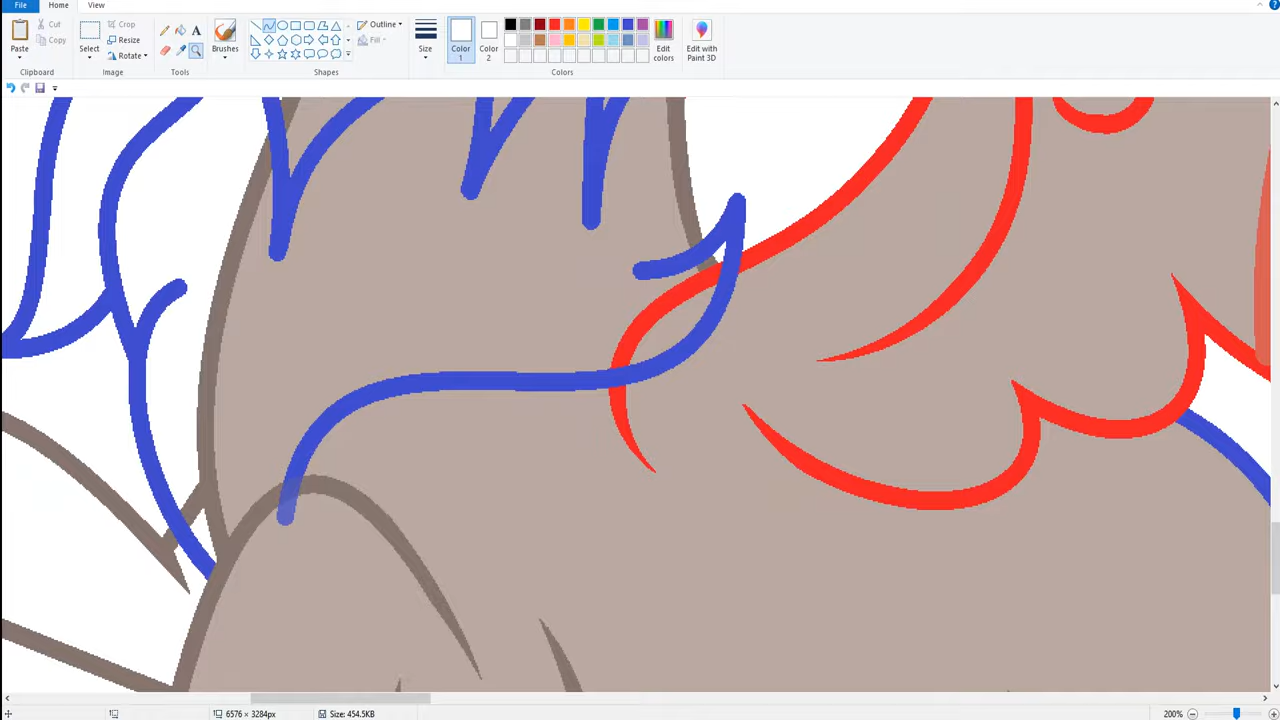 File Home View
Paste Cut Copy
Clipboard
Select Crop Resize Rotate
Image
A
Tools
Brushes
Outline Fill
Shapes
Size
Color 1
Color 2
Edit colors
Colors
Edit with Paint 3D
6576 × 3284px
Size: 454.5KB
200%